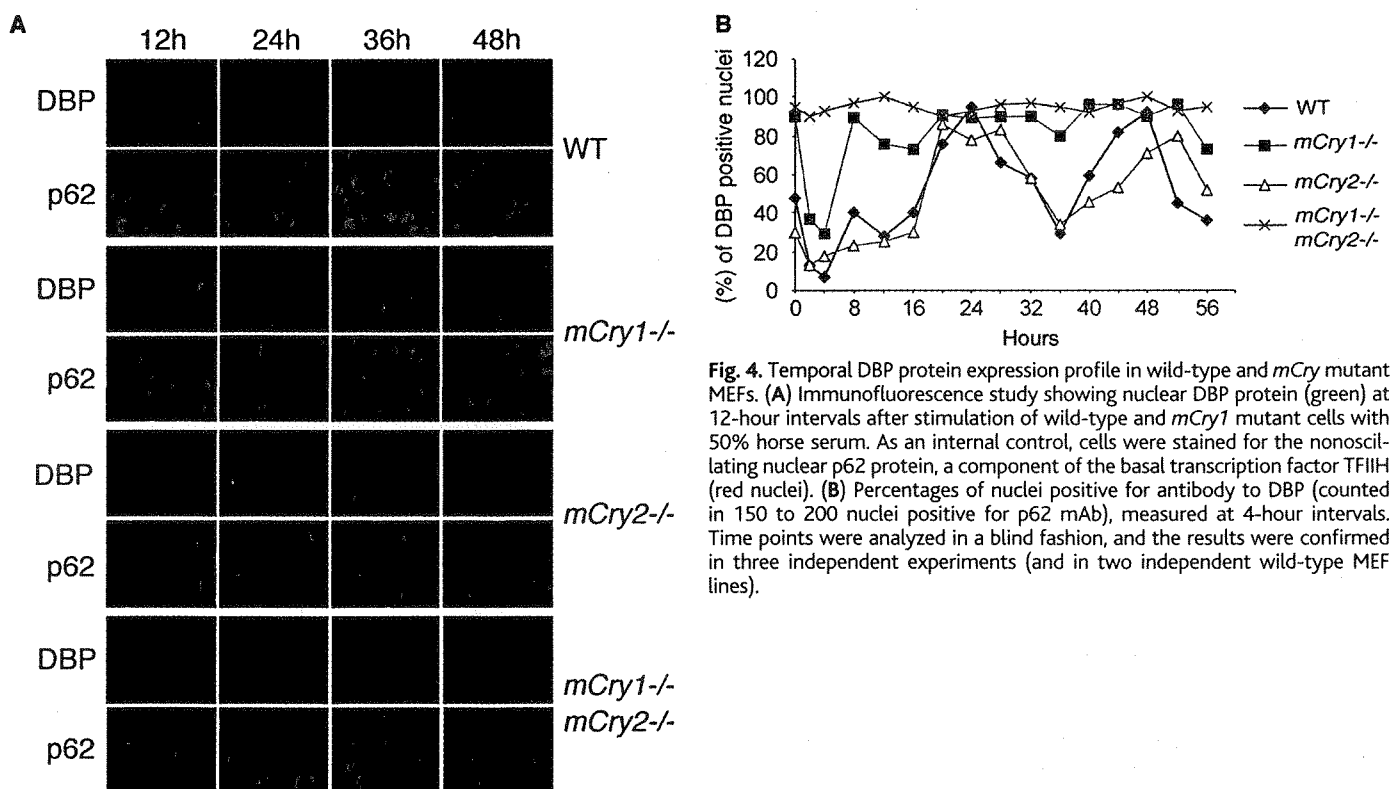 A
12h 24h 36h 48h
DBP
WT
p62
DBP
mCry1-/-
p62
DBP
mCry2-/-
p62
DBP
mCry1-/-
mCry2-/-
p62
B
(%) of DBP positive nuclei
120
100
80
60
40
20
0
0 4 8 16 20 24 28 32 36 40 44 48 56
Hours
WT
mCry1-/-
mCry2-/-
mCry1-/-
mCry2-/-
Fig. 4. Temporal DBP protein expression profile in wild-type and mCry mutant
MEFs. (A) Immunofluorescence study showing nuclear DBP protein (green) at
12-hour intervals after stimulation of wild-type and mCry1 mutant cells with
50% horse serum. As an internal control, cells were stained for the nonoscil-
lating nuclear p62 protein, a component of the basal transcription factor TFIIH
(red nuclei). (B) Percentages of nuclei positive for antibody to DBP (counted
in 150 to 200 nuclei positive for p62 mAb), measured at 4-hour intervals.
Time points were analyzed in a blind fashion, and the results were confirmed
in three independent experiments (and in two independent wild-type MEF
lines).